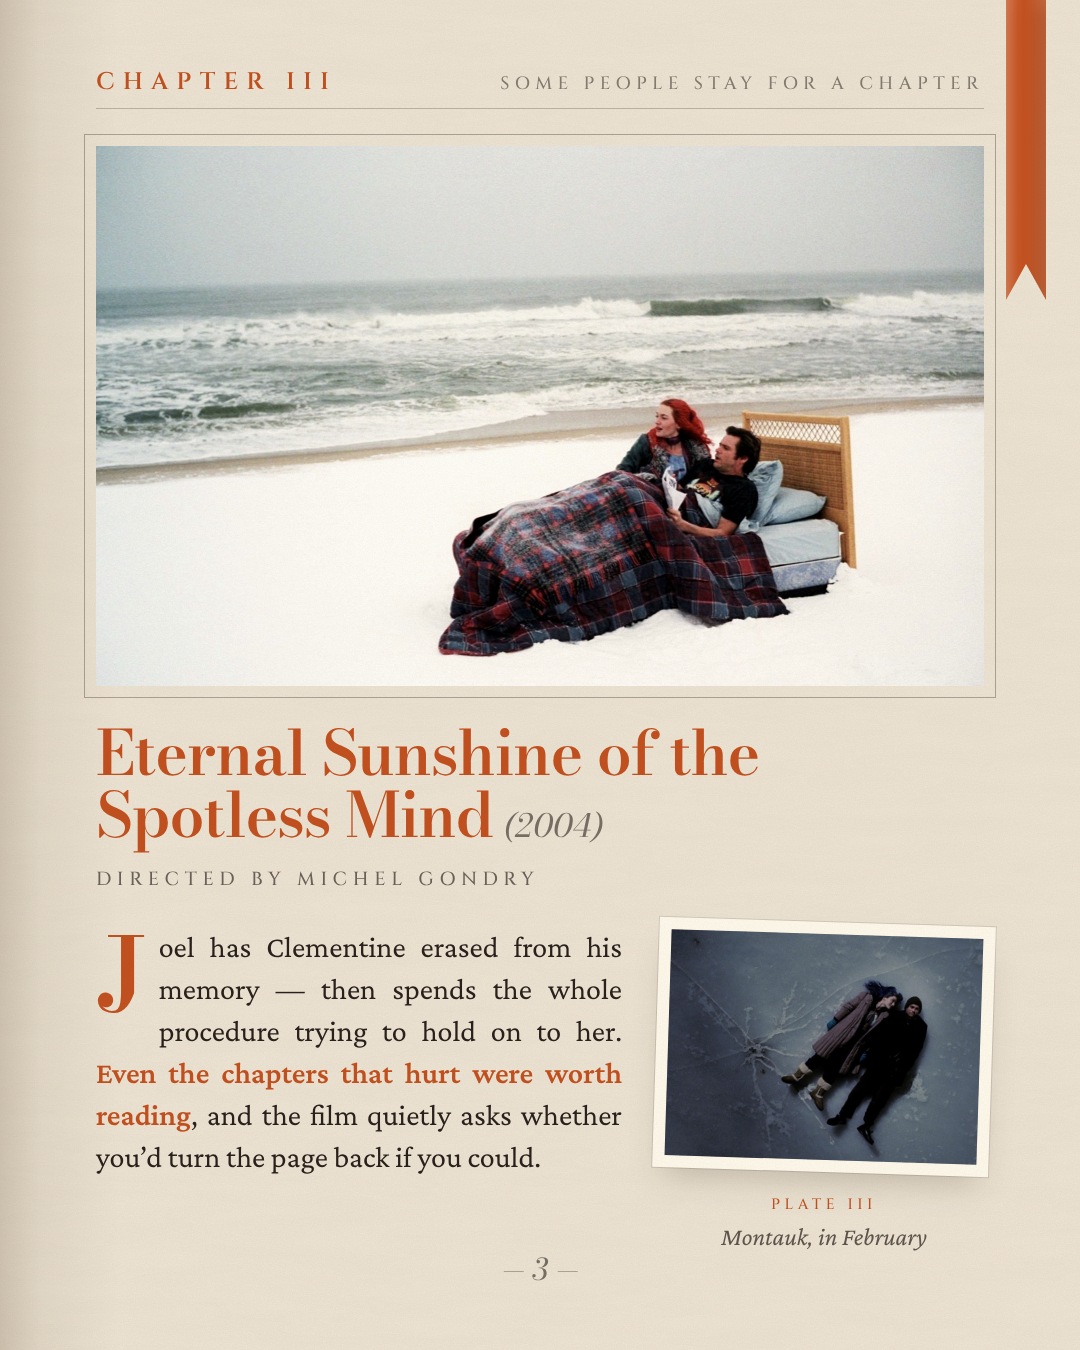 CHAPTER III
SOME PEOPLE STAY FOR A CHAPTER
Eternal Sunshine of the
Spotless Mind (2004)
DIRECTED BY MICHEL GONDRY
Joel has Clementine erased from his
memory — then spends the whole
procedure trying to hold on to her.
Even the chapters that hurt were worth
reading, and the film quietly asks whether
you’d turn the page back if you could.
PLATE III
Montauk, in February
— 3 —